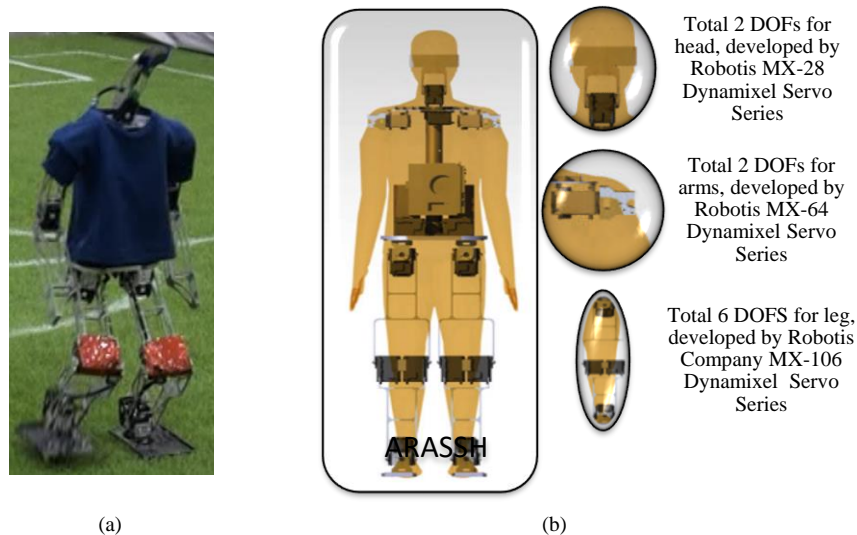 Total 2 DOFs for
head, developed by
Robotis MX-28
Dynamixel Servo
Series
Total 2 DOFs for
arms, developed by
Robotis MX-64
Dynamixel Servo
Series
Total 6 DOFS for leg,
developed by Robotis
Company MX-106
Dynamixel Servo
Series
ARASSH
(a)
(b)